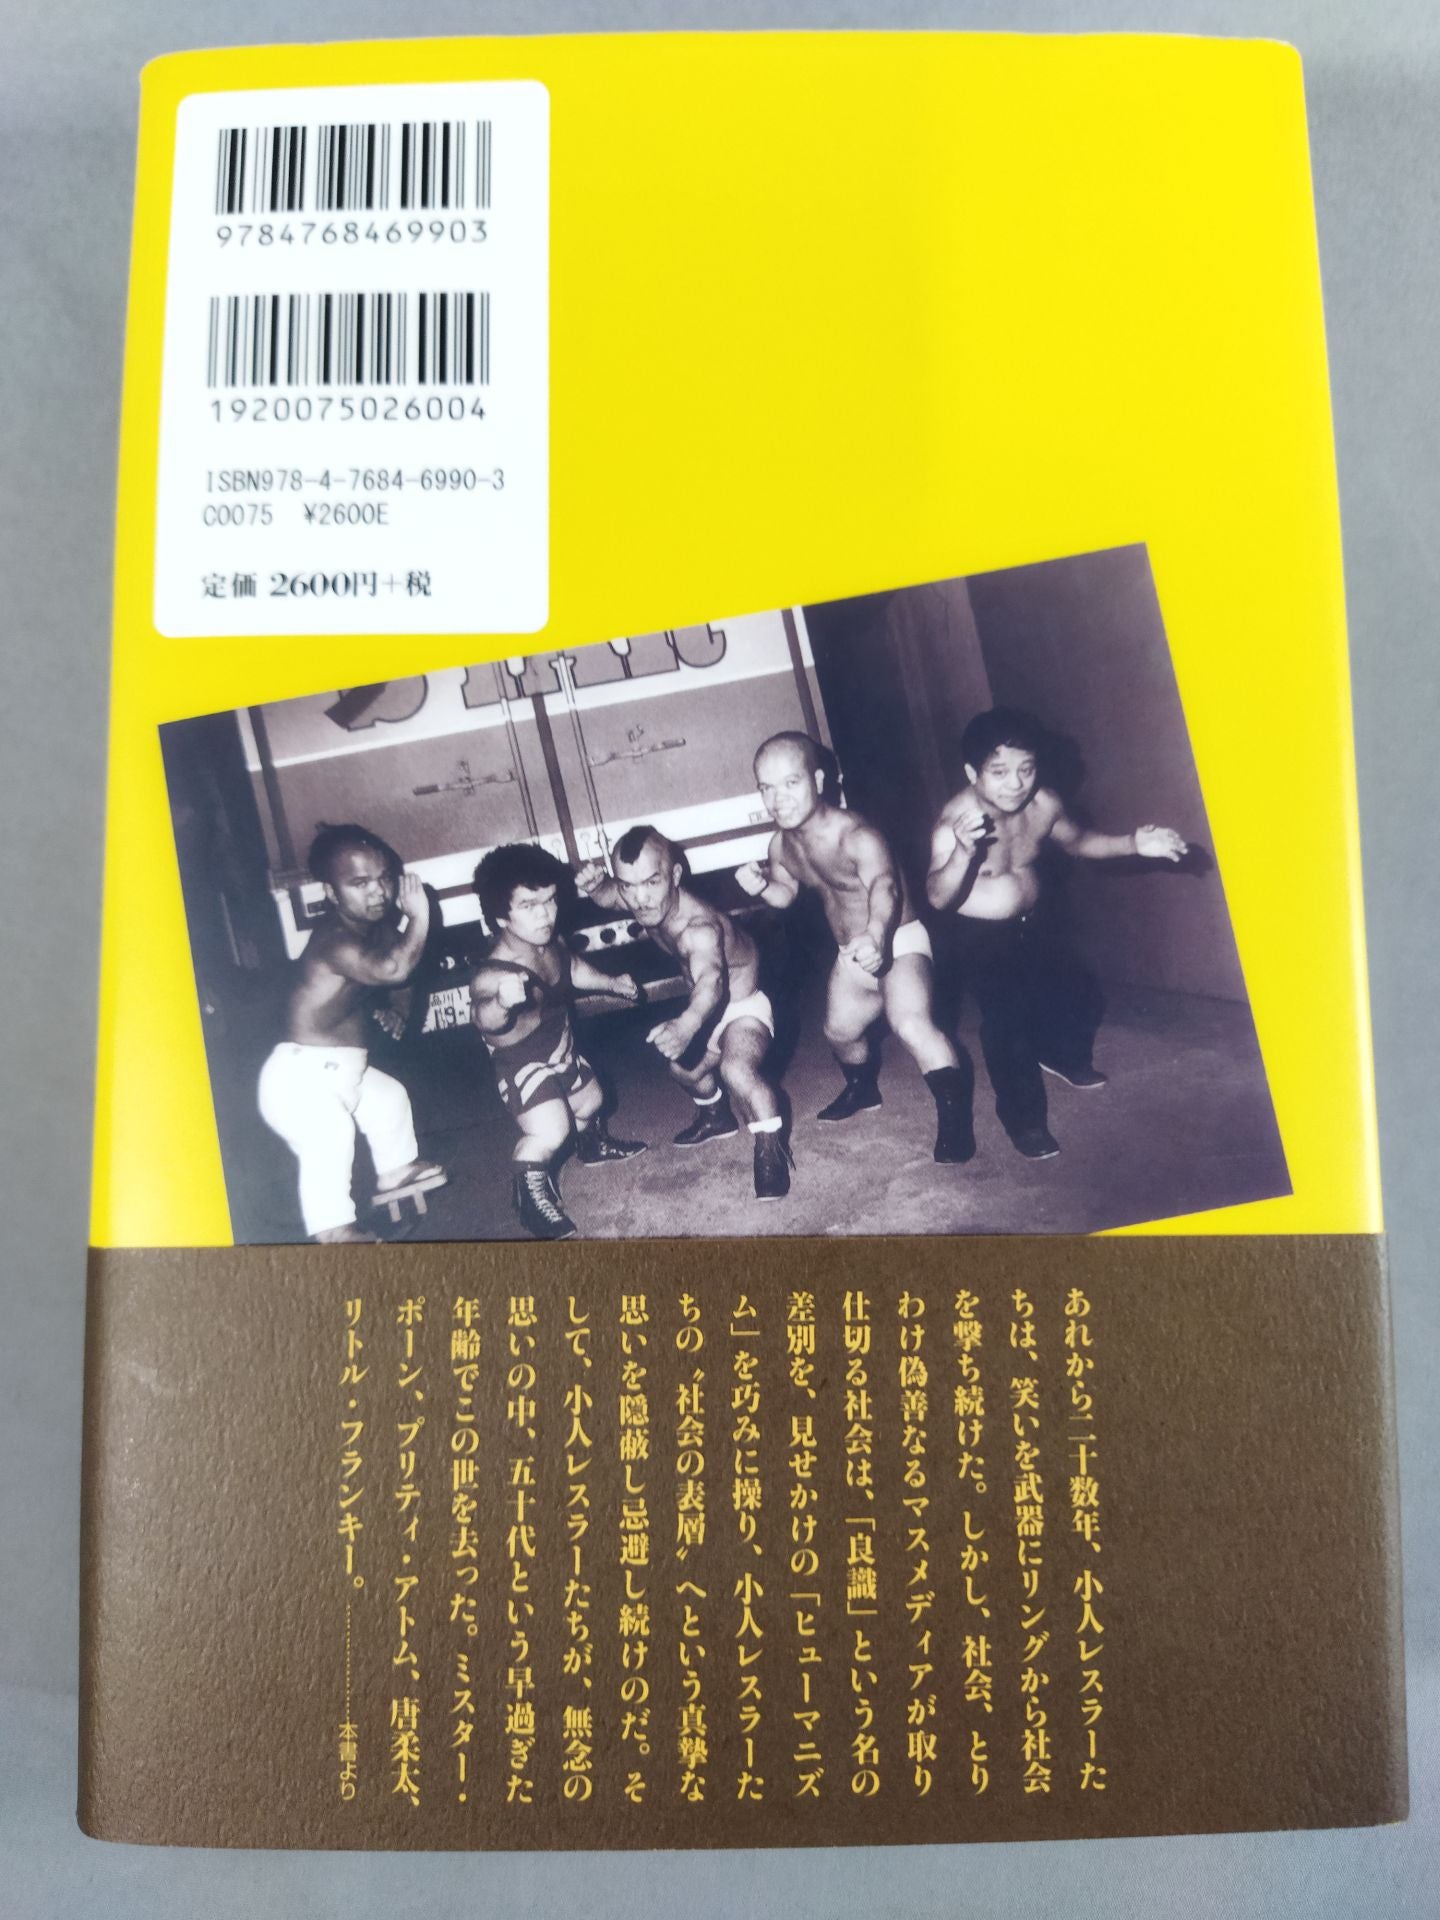 9784768469903
1920075026004
ISBN978-4-7684-6990-3
C0075 ¥2600E
定価 2600円+税
品川
あれから二十数年、小人レスラーた
ちは、笑いを武器にリングから社会
を撃ち続けた。しかし、社会、とり
わけ偽善なるマスメディアが取り
仕切る社会は、「良識」という名の
差別を、見せかけの「ヒューマニズ
ム」を巧みに操り、小人レスラーた
ちの〝社会の表層〟へという真摯な
思いを隠蔽し忌避し続けのだ。そ
して、小人レスラーたちが、無念の
思いの中、五十代という早過ぎた
年齢でこの世を去った。ミスター・
ポーン、プリティ・アトム、唐柔太、
リトル・フランキー。…………本書より